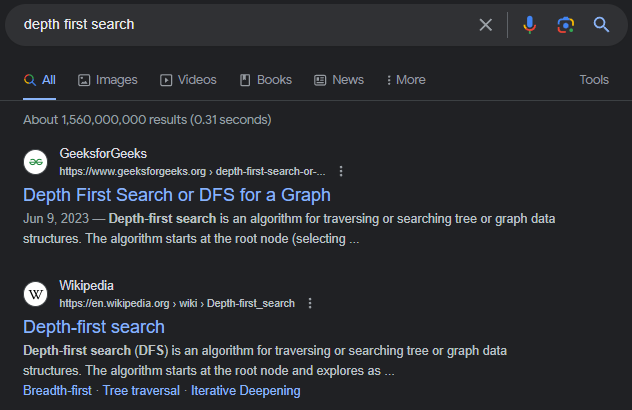 depth first search
All Images Videos Books News More Tools
About 1,560,000,000 results (0.31 seconds)
GeeksforGeeks
https://www.geeksforgeeks.org › depth-first-search-or-...
Depth First Search or DFS for a Graph
Jun 9, 2023 — Depth-first search is an algorithm for traversing or searching tree or graph data
structures. The algorithm starts at the root node (selecting ...
W
Wikipedia
https://en.wikipedia.org › wiki › Depth-first_search
Depth-first search
Depth-first search (DFS) is an algorithm for traversing or searching tree or graph data
structures. The algorithm starts at the root node and explores as ...
Breadth-first · Tree traversal · Iterative Deepening